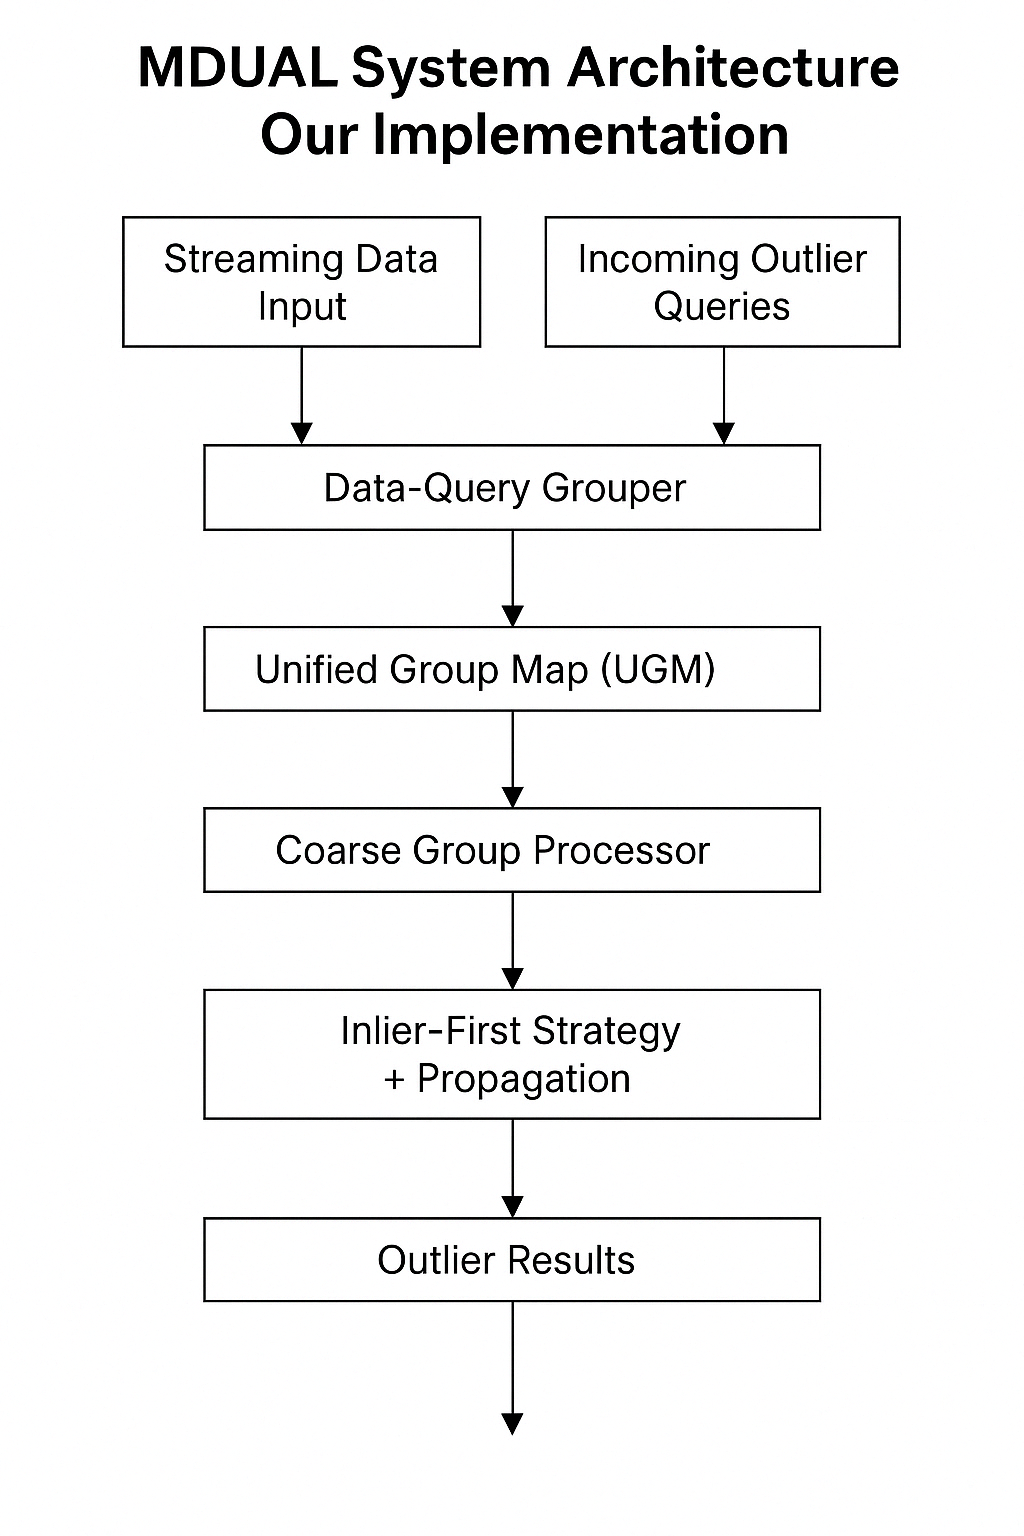 MDUAL System Architecture
Our Implementation
Streaming Data
Input
Incoming Outlier
Queries
Data-Query Grouper
Unified Group Map (UGM)
Coarse Group Processor
Inlier-First Strategy
+ Propagation
Outlier Results